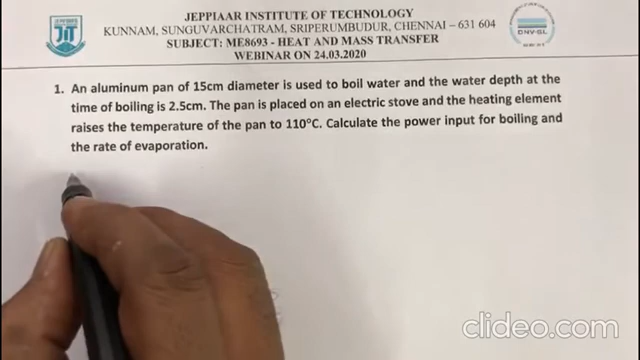 JEPPIAAR INSTITUTE OF TECHNOLOGY
KUNNAM, SUNGUVARCHATRAM, SRIPERUMBUDUR, CHENNAI – 631 604
SUBJECT: ME8693 - HEAT AND MASS TRANSFER
WEBINAR ON 24.03.2020
JiT
DNV·GL
1. An aluminum pan of 15cm diameter is used to boil water and the water depth at the
time of boiling is 2.5cm. The pan is placed on an electric stove and the heating element
raises the temperature of the pan to 110°C. Calculate the power input for boiling and
the rate of evaporation.
clideo.com